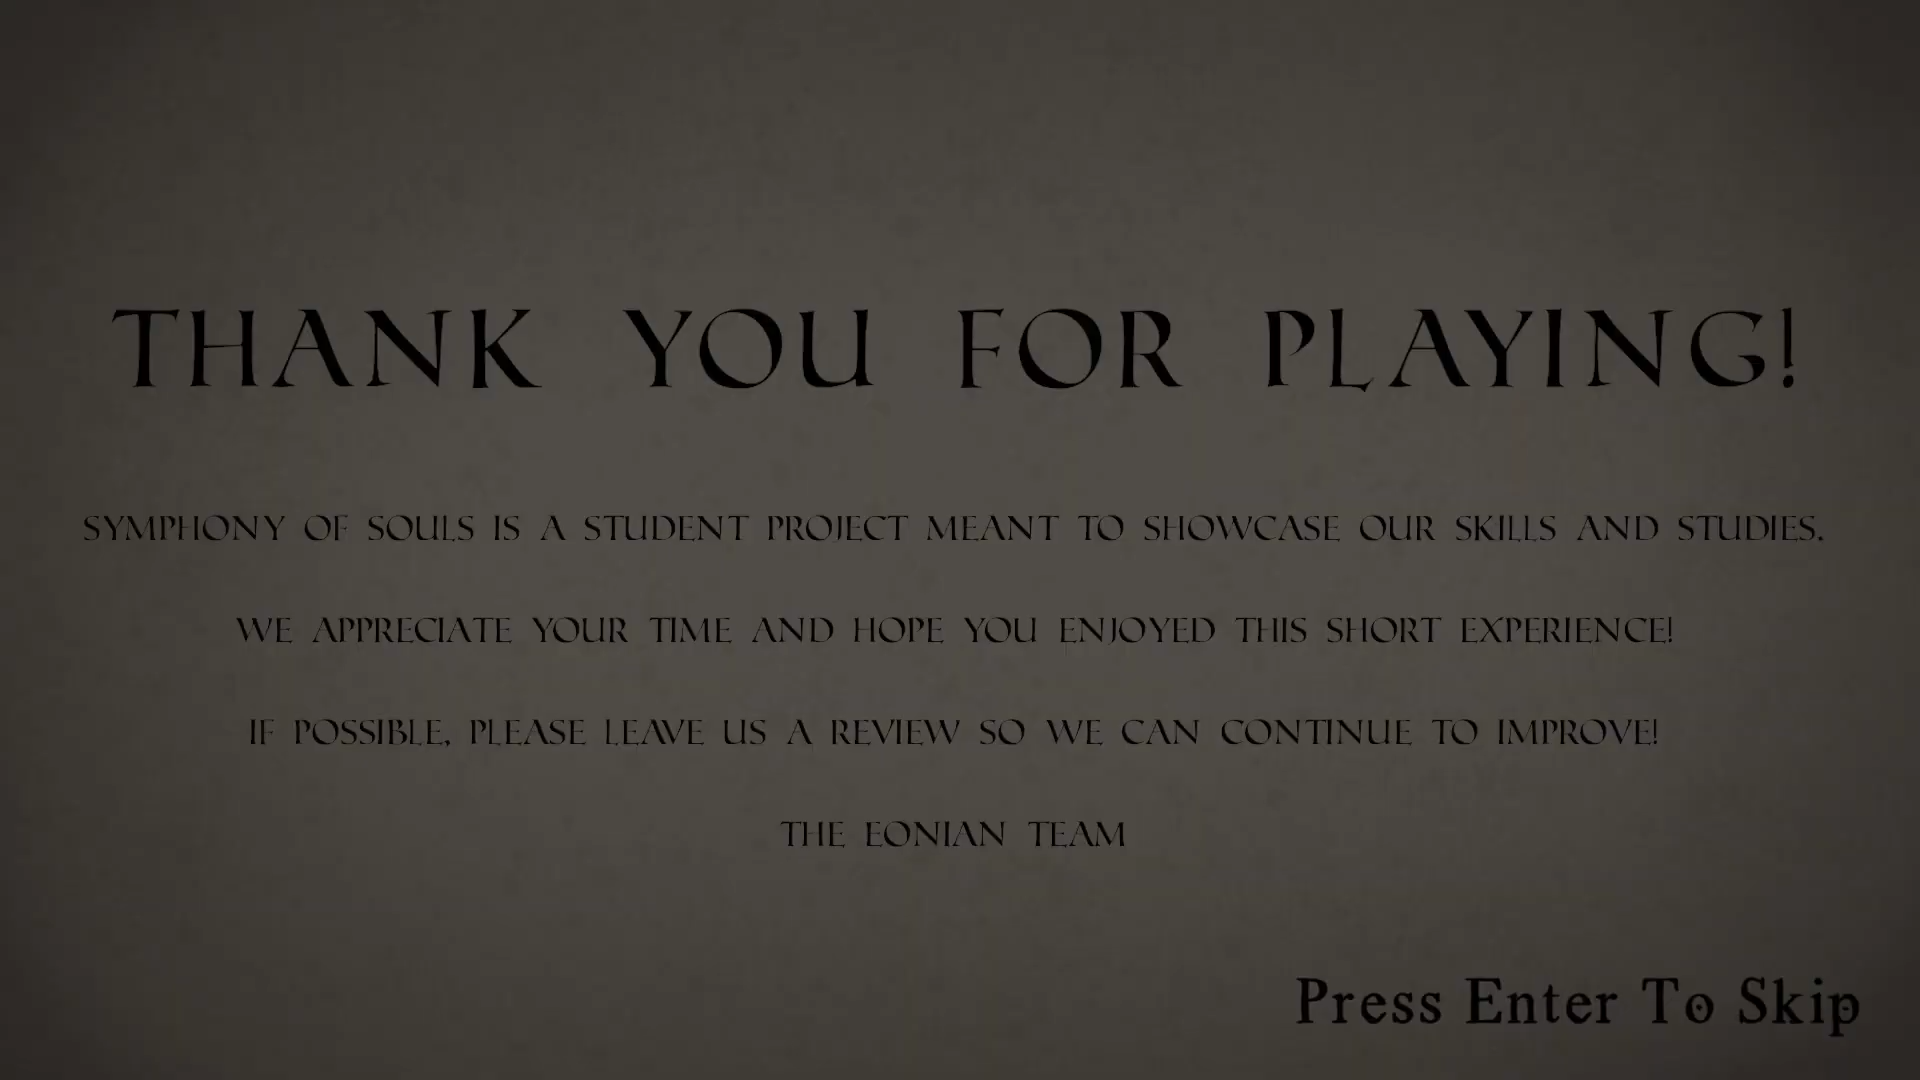 THANK YOU FOR PLAYING!
SYMPHONY OF SOULS IS A STUDENT PROJECT MEANT TO SHOWCASE OUR SKILLS AND STUDIES.
WE APPRECIATE YOUR TIME AND HOPE YOU ENJOYED THIS SHORT EXPERIENCE!
IF POSSIBLE, PLEASE LEAVE US A REVIEW SO WE CAN CONTINUE TO IMPROVE!
THE EONIAN TEAM
Press Enter To Skip